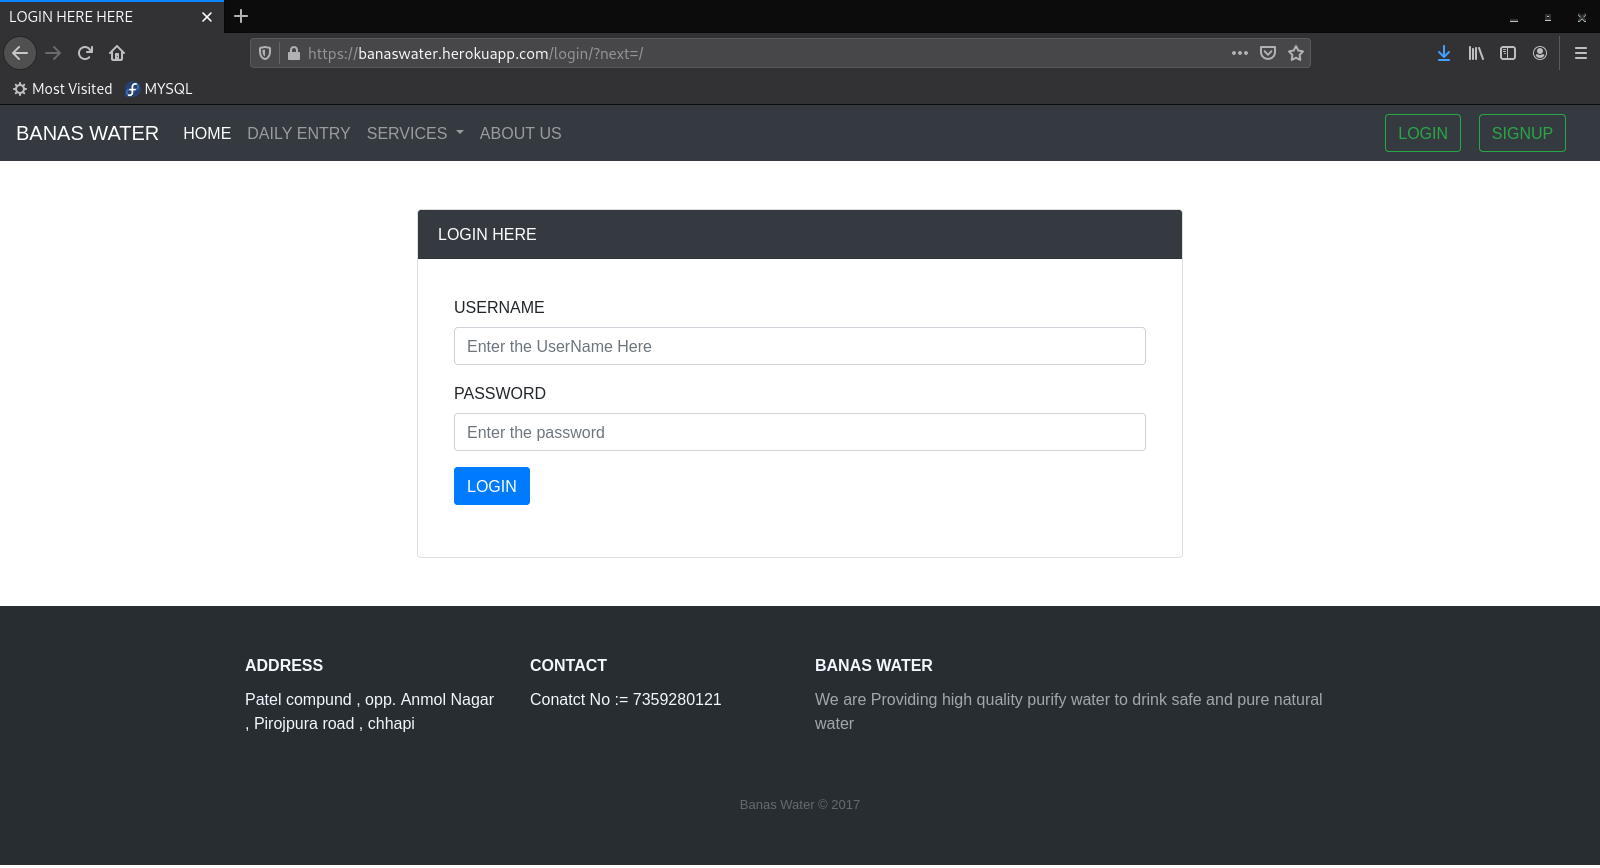 LOGIN HERE HERE
https://banaswater.herokuapp.com/login/?next=/
Most Visited MYSQL
BANAS WATER HOME DAILY ENTRY SERVICES ABOUT US LOGIN SIGNUP
LOGIN HERE
USERNAME
Enter the UserName Here
PASSWORD
Enter the password
LOGIN
ADDRESS
Patel compund , opp. Anmol Nagar
, Pirojpura road , chhapi
CONTACT
Conatct No := 7359280121
BANAS WATER
We are Providing high quality purify water to drink safe and pure natural
water
Banas Water © 2017